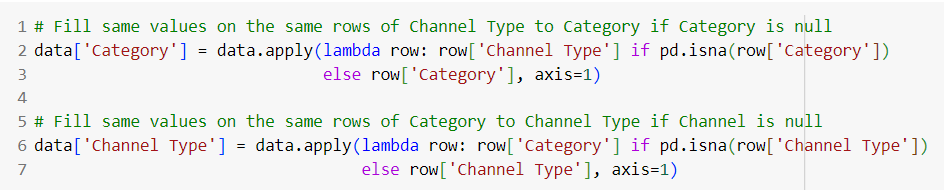 1 # Fill same values on the same rows of Channel Type to Category if Category is null
2 data['Category'] = data.apply(lambda row: row['Channel Type'] if pd.isna(row['Category'])
3                               else row['Category'], axis=1)
4
5 # Fill same values on the same rows of Category to Channel Type if Channel is null
6 data['Channel Type'] = data.apply(lambda row: row['Category'] if pd.isna(row['Channel Type'])
7                                   else row['Channel Type'], axis=1)